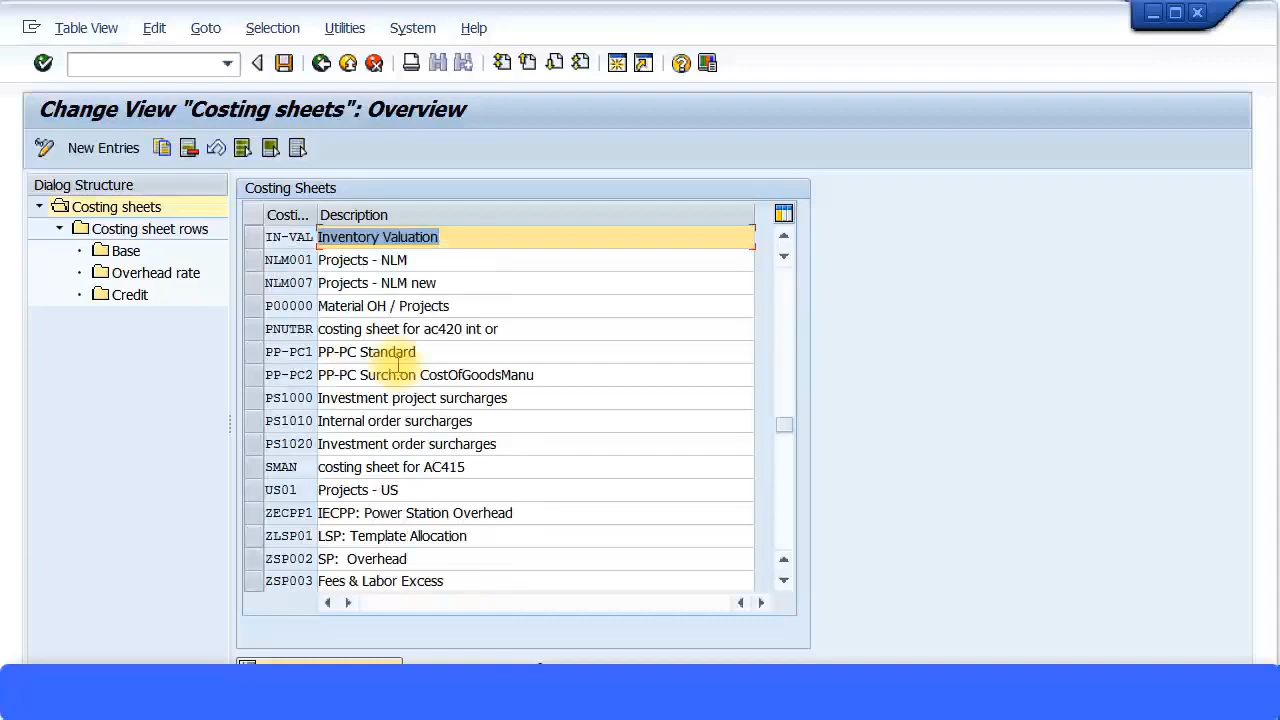 Table View Edit Goto Selection Utilities System Help
Change View "Costing sheets": Overview
New Entries
Dialog Structure
Costing sheets
Costing sheet rows
Base
Overhead rate
Credit
Costing Sheets
Costi... Description
IN-VAL Inventory Valuation
NLM001 Projects - NLM
NLM007 Projects - NLM new
P00000 Material OH / Projects
PNUTBR costing sheet for ac420 int or
PP-PC1 PP-PC Standard
PP-PC2 PP-PC Surch.on CostOfGoodsManu
PS1000 Investment project surcharges
PS1010 Internal order surcharges
PS1020 Investment order surcharges
SMAN costing sheet for AC415
US01 Projects - US
ZECPP1 IECPP: Power Station Overhead
ZLSP01 LSP: Template Allocation
ZSP002 SP: Overhead
ZSP003 Fees & Labor Excess